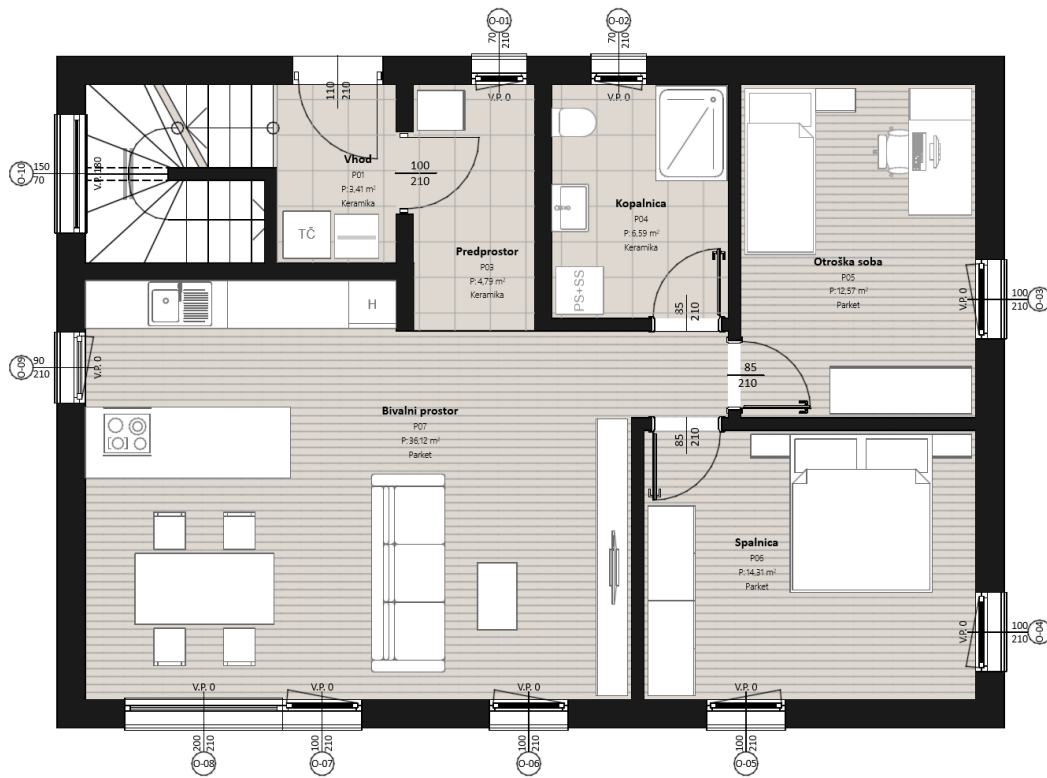 O-01
70
210
V.P. 0
O-02
70
210
V.P. 0
110
210
O-10
150
70
V.P. 180
Vhod
P01
P: 3,41 m²
Keramika
100
210
TČ
Predprostor
P03
P: 4,79 m²
Keramika
Kopalnica
P04
P: 6,59 m²
Keramika
PS+SS
85
210
Otroška soba
P05
P: 12,57 m²
Parket
V.P. 0
100
210
O-03
H
O-09
90
210
V.P. 0
85
210
Bivalni prostor
P07
P: 36,12 m²
Parket
85
210
Spalnica
P06
P: 14,31 m²
Parket
V.P. 0
100
210
O-04
V.P. 0
200
210
O-08
V.P. 0
100
210
O-07
V.P. 0
100
210
O-06
V.P. 0
100
210
O-05